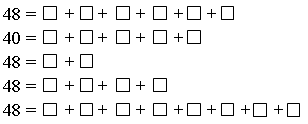 48 = □ + □ + □ + □ + □ + □
40 = □ + □ + □ + □ + □
48 = □ + □
48 = □ + □ + □ + □
48 = □ + □ + □ + □ + □ + □ + □ + □